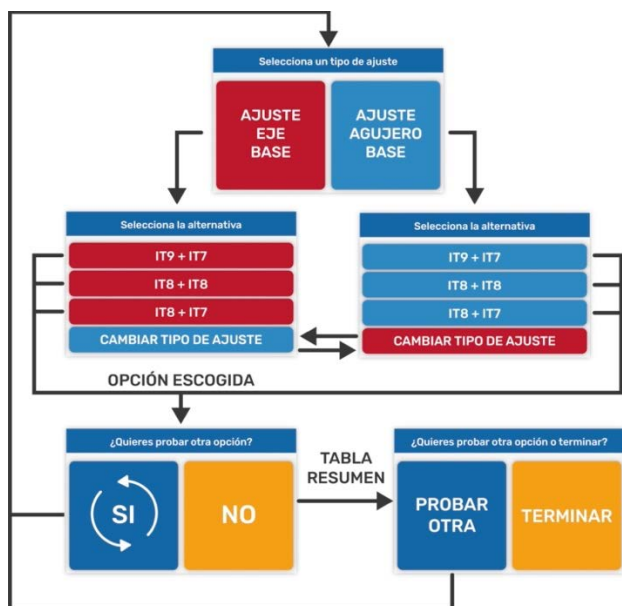 Selecciona un tipo de ajuste
AJUSTE
EJE
BASE
AJUSTE
AGUJERO
BASE
Selecciona la alternativa
IT9 + IT7
IT8 + IT8
IT8 + IT7
CAMBIAR TIPO DE AJUSTE
Selecciona la alternativa
IT9 + IT7
IT8 + IT8
IT8 + IT7
CAMBIAR TIPO DE AJUSTE
OPCIÓN ESCOGIDA
¿Quieres probar otra opción?
SI
NO
TABLA
RESUMEN
¿Quieres probar otra opción o terminar?
PROBAR
OTRA
TERMINAR